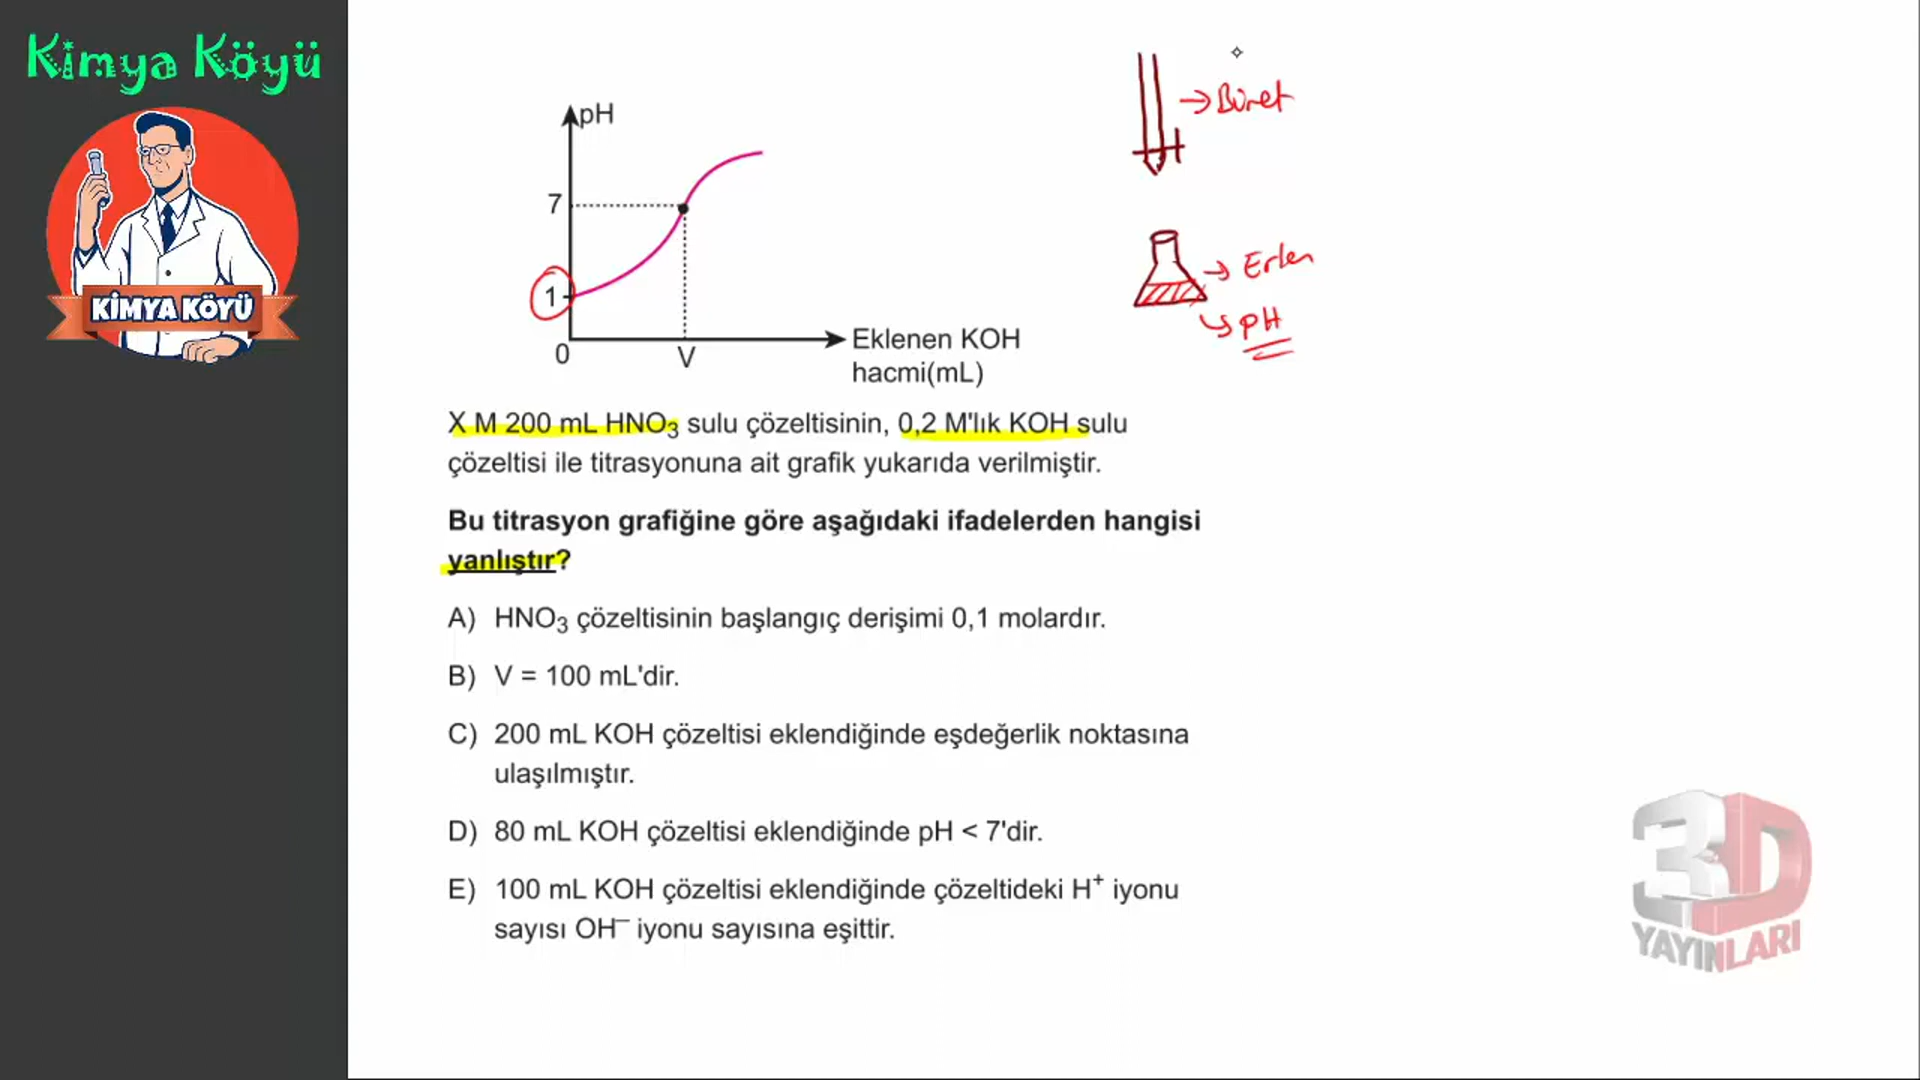 Kimya Köyü
KİMYA KÖYÜ
pH
7
1
0
V
Eklenen KOH
hacmi(mL)
→ Büret
→ Erlen
↳ pH
X M 200 mL HNO₃ sulu çözeltisinin, 0,2 M'lık KOH sulu
çözeltisi ile titrasyonuna ait grafik yukarıda verilmiştir.
Bu titrasyon grafiğine göre aşağıdaki ifadelerden hangisi
yanlıştır?
A) HNO₃ çözeltisinin başlangıç derişimi 0,1 molardır.
B) V = 100 mL'dir.
C) 200 mL KOH çözeltisi eklendiğinde eşdeğerlik noktasına
ulaşılmıştır.
D) 80 mL KOH çözeltisi eklendiğinde pH < 7'dir.
E) 100 mL KOH çözeltisi eklendiğinde çözeltideki H⁺ iyonu
sayısı OH⁻ iyonu sayısına eşittir.
3D
YAYINLARI